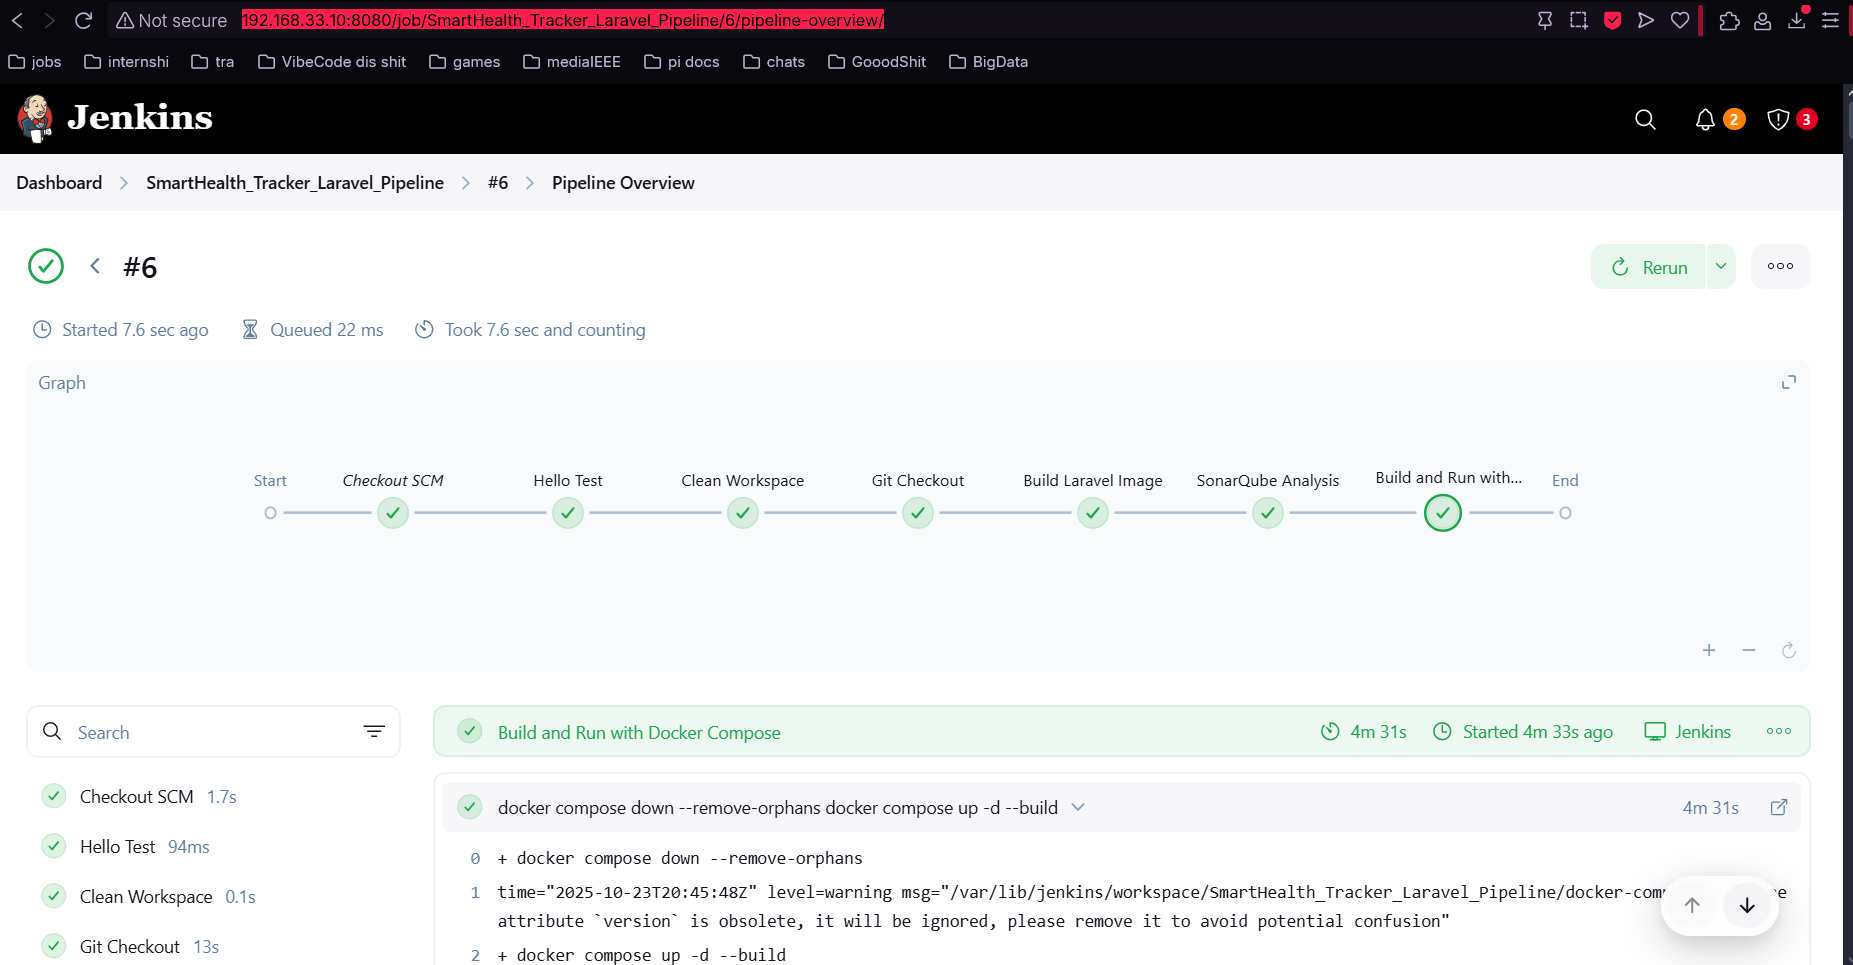 Not secure 192.168.33.10:8080/job/SmartHealth_Tracker_Laravel_Pipeline/6/pipeline-overview/
jobs internshi tra VibeCode dis shit games mediaIEEE pi docs chats GooodShit BigData
Jenkins 2 3
Dashboard SmartHealth_Tracker_Laravel_Pipeline #6 Pipeline Overview
#6 Rerun
Started 7.6 sec ago Queued 22 ms Took 7.6 sec and counting
Graph
Start Checkout SCM Hello Test Clean Workspace Git Checkout Build Laravel Image SonarQube Analysis Build and Run with... End
Search
Build and Run with Docker Compose 4m 31s Started 4m 33s ago Jenkins
Checkout SCM 1.7s
Hello Test 94ms
Clean Workspace 0.1s
Git Checkout 13s
docker compose down --remove-orphans docker compose up -d --build 4m 31s
0 + docker compose down --remove-orphans
1 time="2025-10-23T20:45:48Z" level=warning msg="/var/lib/jenkins/workspace/SmartHealth_Tracker_Laravel_Pipeline/docker-com
attribute `version` is obsolete, it will be ignored, please remove it to avoid potential confusion"
2 + docker compose up -d --build